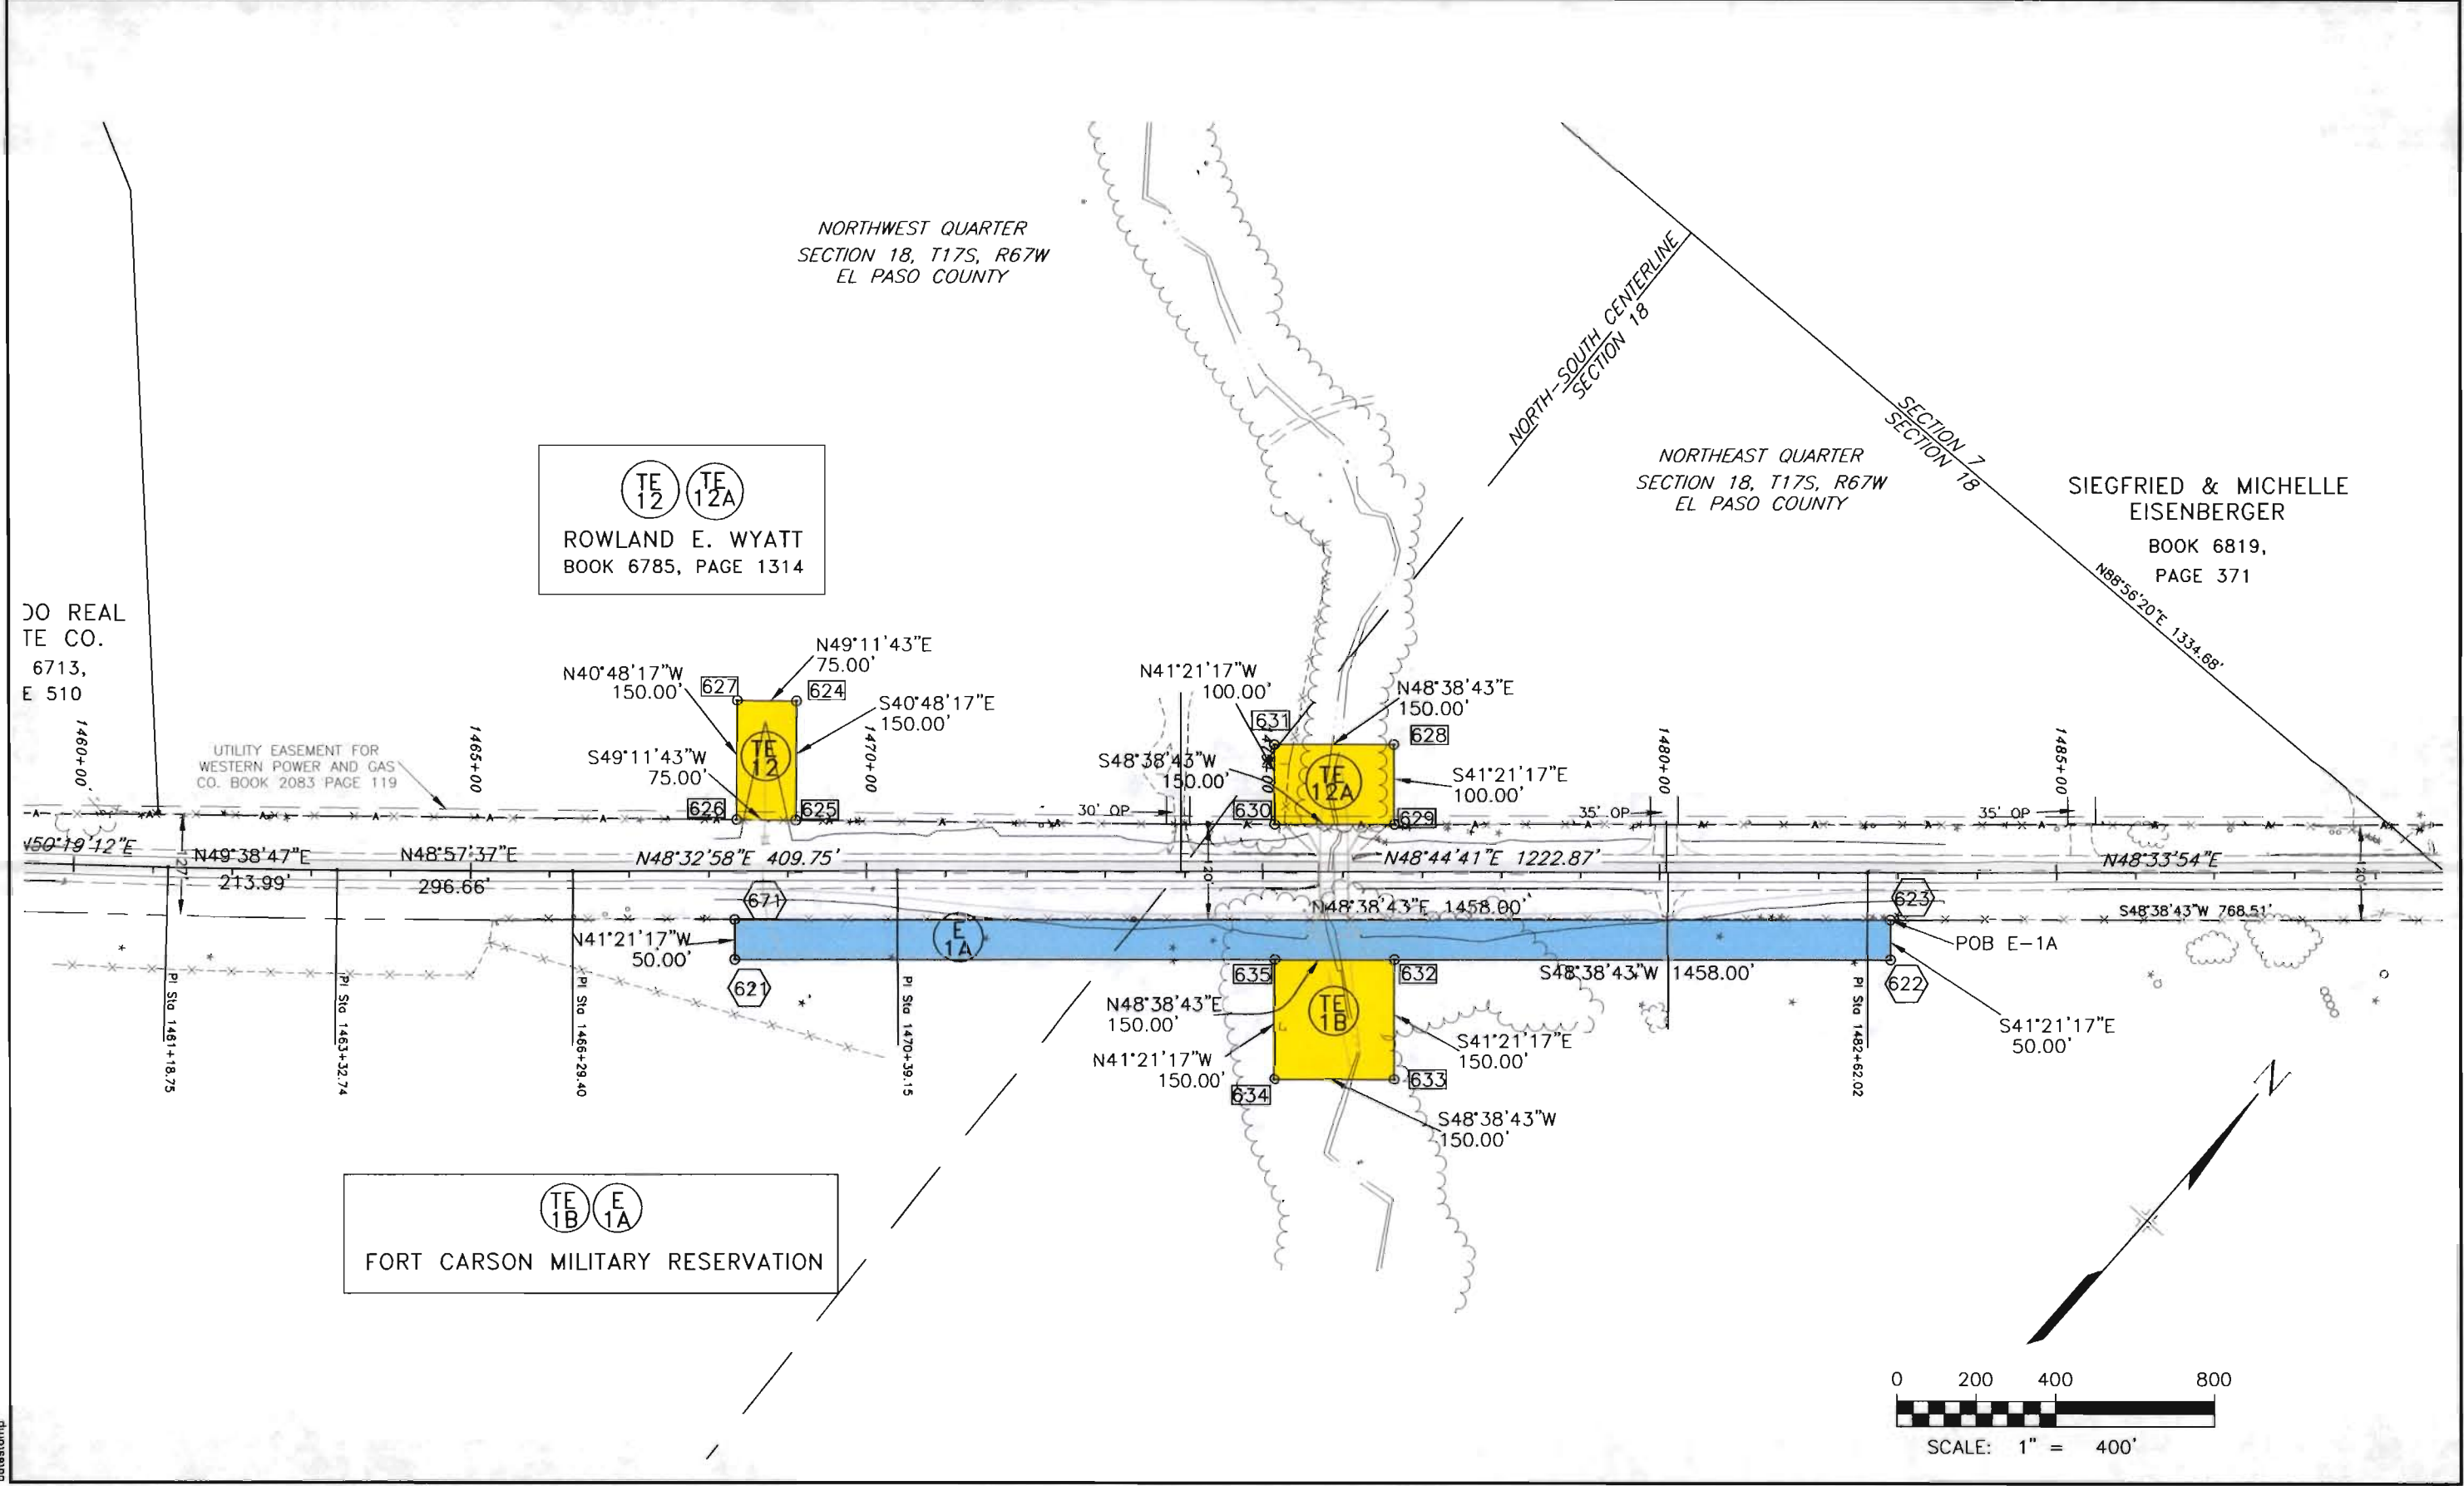 NORTHWEST QUARTER
SECTION 18, T17S, R67W
EL PASO COUNTY
NORTH-SOUTH CENTERLINE
SECTION 18
SECTION 7
SECTION 18
NORTHEAST QUARTER
SECTION 18, T17S, R67W
EL PASO COUNTY
SIEGFRIED & MICHELLE
EISENBERGER
BOOK 6819,
PAGE 371
N88°56'20"E 1334.68'
TE
12
TE
12A
ROWLAND E. WYATT
BOOK 6785, PAGE 1314
DO REAL
TE CO.
6713,
E 510
UTILITY EASEMENT FOR
WESTERN POWER AND GAS
CO. BOOK 2083 PAGE 119
1460+00
1465+00
1470+00
1480+00
1485+00
N49°11'43"E
75.00'
N40°48'17"W
150.00'
627
624
S40°48'17"E
150.00'
S49°11'43"W
75.00'
TE
12
626
625
N41°21'17"W
100.00'
631
N48°38'43"E
150.00'
628
S48°38'43"W
150.00'
TE
12A
S41°21'17"E
100.00'
630
629
30' OP
35' OP
35' OP
N50°19'12"E
127'
N49°38'47"E
213.99'
N48°57'37"E
296.66'
N48°32'58"E 409.75'
120'
N48°44'41"E 1222.87'
N48°33'54"E
120'
671
N48°38'43"E 1458.00'
623
S48°38'43"W 768.51'
N41°21'17"W
50.00'
E
1A
POB E-1A
621
635
632
S48°38'43"W 1458.00'
622
S41°21'17"E
50.00'
N48°38'43"E
150.00'
TE
1B
S41°21'17"E
150.00'
N41°21'17"W
150.00'
634
633
S48°38'43"W
150.00'
PI Sta 1461+18.75
PI Sta 1463+32.74
PI Sta 1466+29.40
PI Sta 1470+39.15
PI Sta 1482+62.02
TE
1B
E
1A
FORT CARSON MILITARY RESERVATION
N
0 200 400 800
SCALE: 1" = 400'